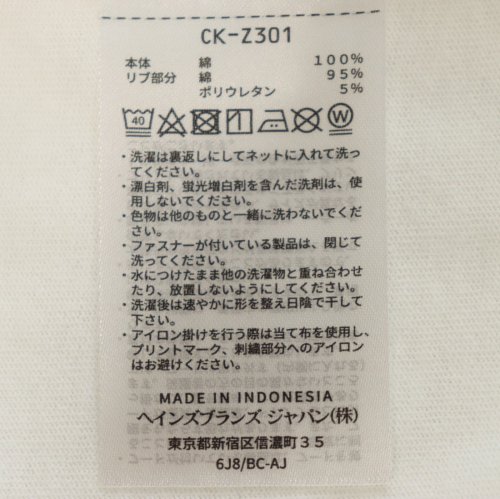 CK-Z301
本体 綿 100%
リブ部分 綿 95%
ポリウレタン 5%
40 W
・洗濯は裏返しにしてネットに入れて洗っ
てください。
・漂白剤、蛍光増白剤を含んだ洗剤は、使
用しないでください。
・色物は他のものと一緒に洗わないでくだ
さい。
・ファスナーが付いている製品は、閉じて
洗ってください。
・水につけたまま他の洗濯物と重ね合わせ
たり、放置しないようにしてください。
・洗濯後は速やかに形を整え日陰で干して
下さい。
・アイロン掛けを行う際は当て布を使用し、
プリントマーク、刺繍部分へのアイロン
はお避けください。
MADE IN INDONESIA
ヘインズブランズ ジャパン(株)
東京都新宿区信濃町35
6J8/BC-AJ